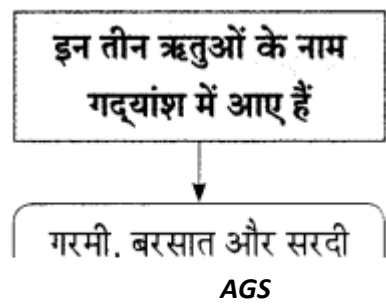 इन तीन ऋतुओं के नाम
गद्‌यांश में आए हैं
गरमी, बरसात और सरदी
AGS